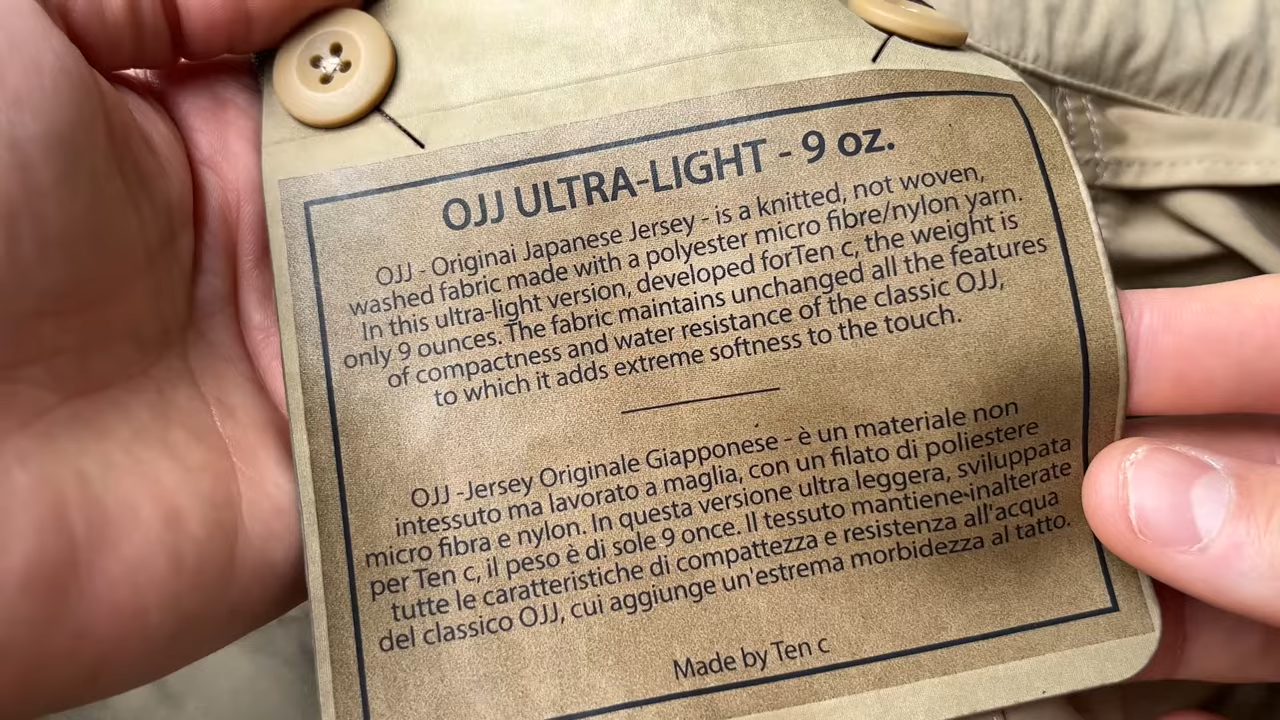 OJJ ULTRA-LIGHT - 9 oz.
OJJ - Originai Japanese Jersey - is a knitted, not woven,
washed fabric made with a polyester micro fibre/nylon yarn.
In this ultra-light version, developed forTen c, the weight is
only 9 ounces. The fabric maintains unchanged all the features
of compactness and water resistance of the classic OJJ,
to which it adds extreme softness to the touch.
OJJ -Jersey Originale Giapponese - è un materiale non
intessuto ma lavorato a maglia, con un filato di poliestere
micro fibra e nylon. In questa versione ultra leggera, sviluppata
per Ten c, il peso è di sole 9 once. Il tessuto mantiene inalterate
tutte le caratteristiche di compattezza e resistenza all'acqua
del classico OJJ, cui aggiunge un'estrema morbidezza al tatto.
Made by Ten c